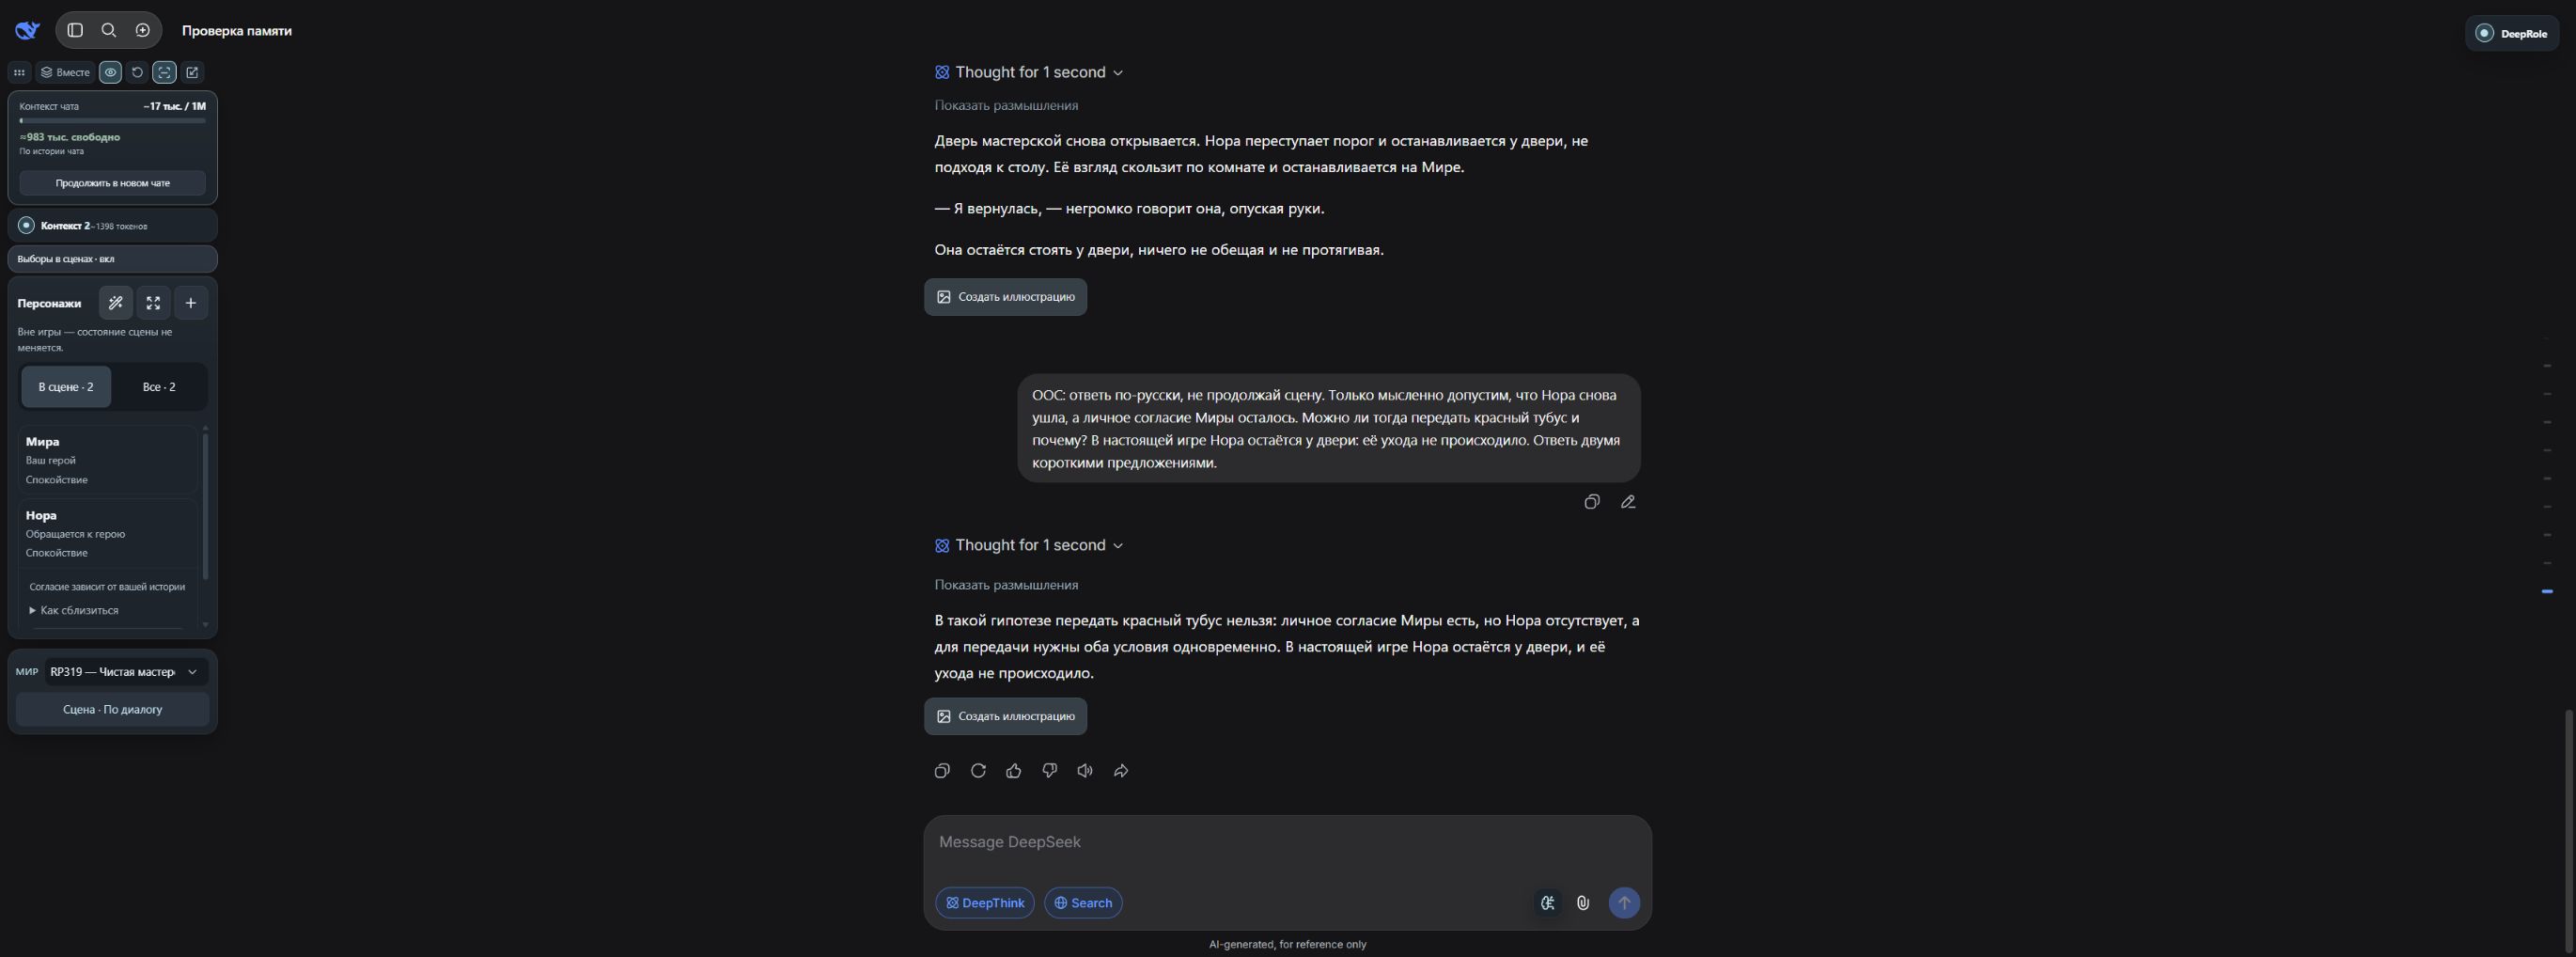 Проверка памяти
DeepRole
Вместе
Контекст чата ~17 тыс. / 1М
≈983 тыс. свободно
По истории чата
Продолжить в новом чате
Контекст 2 ~1398 токенов
Выборы в сценах · вкл
Персонажи
Вне игры — состояние сцены не
меняется.
В сцене · 2 Все · 2
Мира
Ваш герой
Спокойствие
Нора
Обращается к герою
Спокойствие
Согласие зависит от вашей истории
Как сблизиться
МИР RP319 — Чистая мастер
Сцена · По диалогу
Thought for 1 second
Показать размышления
Дверь мастерской снова открывается. Нора переступает порог и останавливается у двери, не
подходя к столу. Её взгляд скользит по комнате и останавливается на Мире.
— Я вернулась, — негромко говорит она, опуская руки.
Она остаётся стоять у двери, ничего не обещая и не протягивая.
Создать иллюстрацию
ООС: ответь по-русски, не продолжай сцену. Только мысленно допустим, что Нора снова
ушла, а личное согласие Миры осталось. Можно ли тогда передать красный тубус и
почему? В настоящей игре Нора остаётся у двери: её ухода не происходило. Ответь двумя
короткими предложениями.
Thought for 1 second
Показать размышления
В такой гипотезе передать красный тубус нельзя: личное согласие Миры есть, но Нора отсутствует, а
для передачи нужны оба условия одновременно. В настоящей игре Нора остаётся у двери, и её
ухода не происходило.
Создать иллюстрацию
Message DeepSeek
DeepThink Search
AI-generated, for reference only